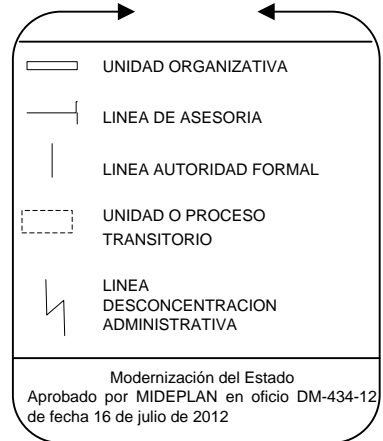 UNIDAD ORGANIZATIVA
LINEA DE ASESORIA
LINEA AUTORIDAD FORMAL
UNIDAD O PROCESO
TRANSITORIO
LINEA
DESCONCENTRACION
ADMINISTRATIVA
Modernización del Estado
Aprobado por MIDEPLAN en oficio DM-434-12
de fecha 16 de julio de 2012